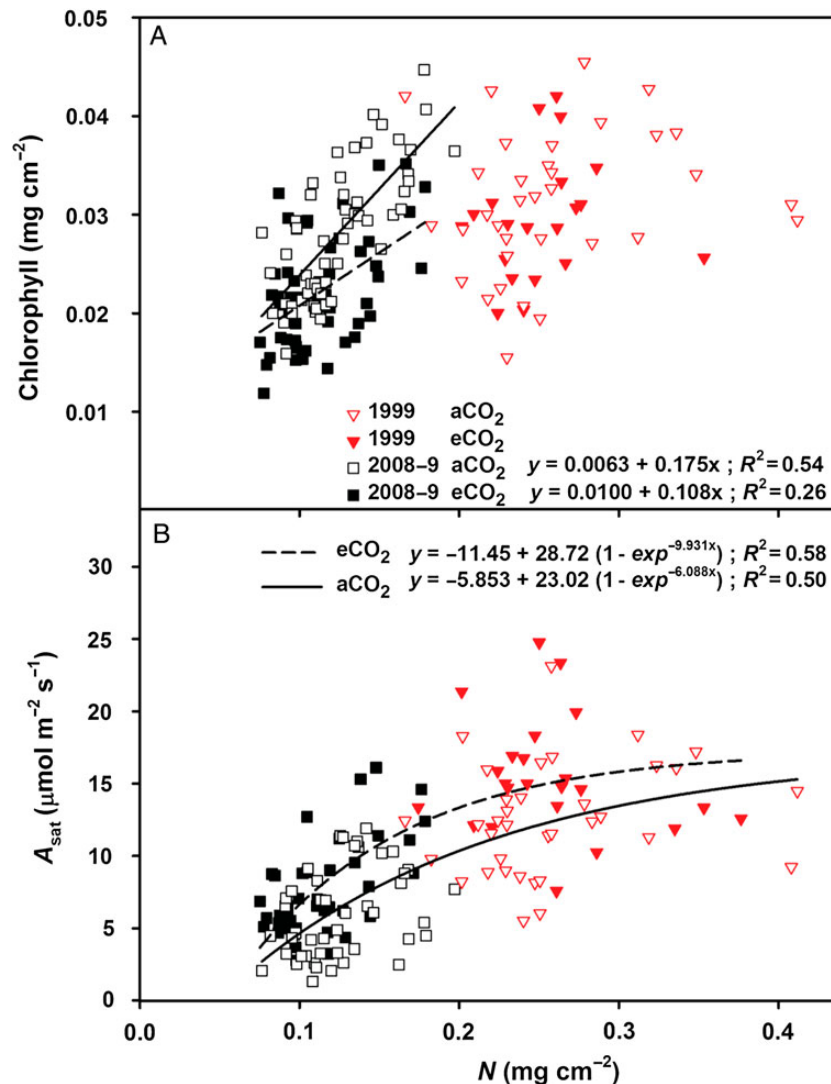 A
0.05
0.04
0.03
0.02
0.01
Chlorophyll (mg cm⁻²)
1999 aCO₂
1999 eCO₂
2008–9 aCO₂ y = 0.0063 + 0.175x ; R² = 0.54
2008–9 eCO₂ y = 0.0100 + 0.108x ; R² = 0.26
B
eCO₂ y = –11.45 + 28.72 (1 - exp⁻⁹·⁹³¹ˣ) ; R² = 0.58
aCO₂ y = –5.853 + 23.02 (1 - exp⁻⁶·⁰⁸⁸ˣ) ; R² = 0.50
30
25
20
15
10
5
0
Asat (µmol m⁻² s⁻¹)
0.0 0.1 0.2 0.3 0.4
N (mg cm⁻²)